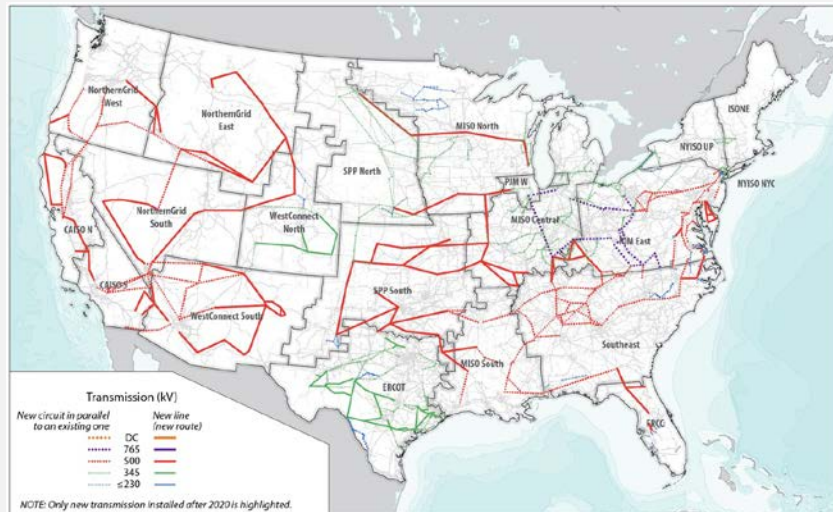 NorthernGrid
West
NorthernGrid
East
MISO North
ISONE
NYISO UP
NYISO NYC
SPP North
PJM W
MISO Central
PJM East
NorthernGrid
South
WestConnect
North
CAISO N
CAISO S
WestConnect South
SPP South
Southeast
MISO South
ERCOT
FRCC
Transmission (kV)
New circuit in parallel
to an existing one
New line
(new route)
DC
765
500
345
≤230
NOTE: Only new transmission installed after 2020 is highlighted.